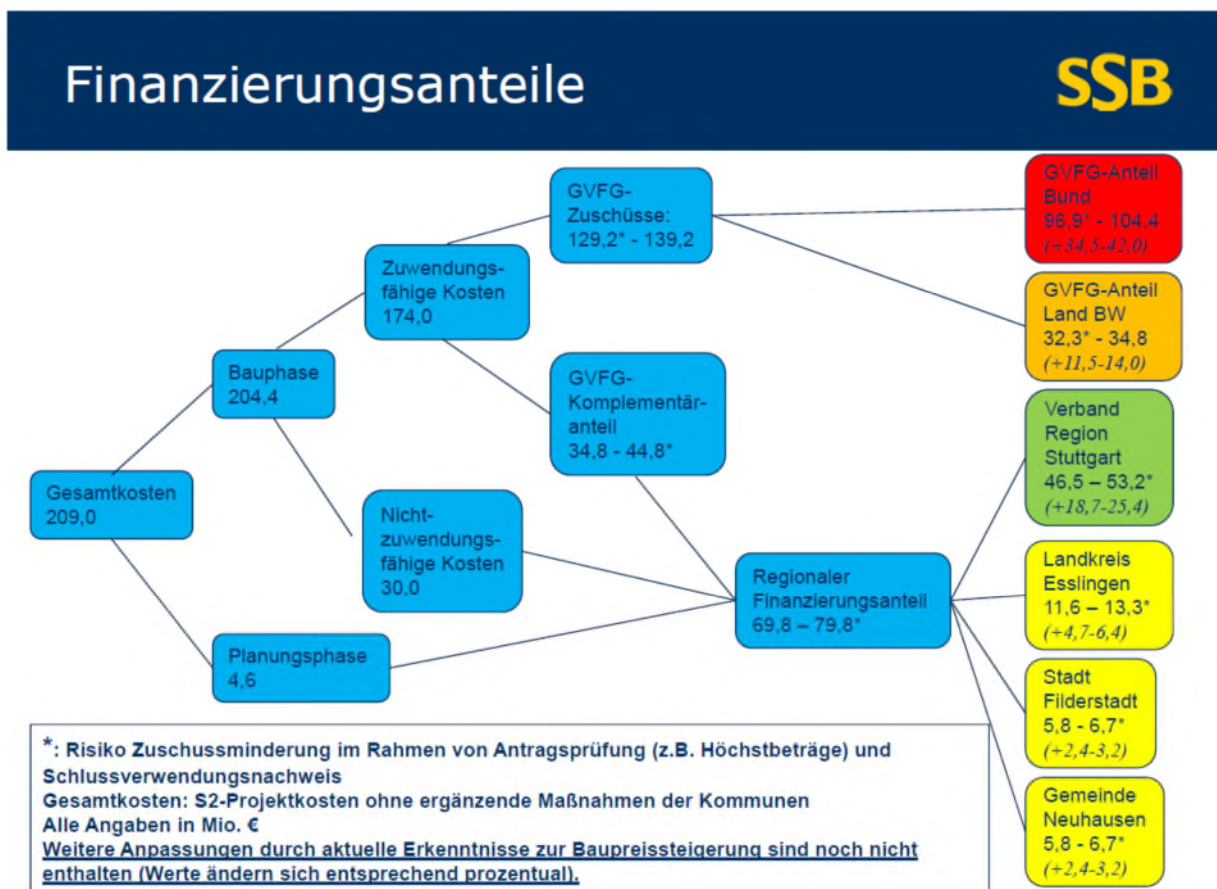 Finanzierungsanteile
SSB
GVFG-
Zuschüsse:
129,2* - 139,2
GVFG-Anteil
Bund
96,9* - 104,4
(+34,5-42,0)
Zuwendungs-
fähige Kosten
174,0
GVFG-Anteil
Land BW
32,3* - 34,8
(+11,5-14,0)
Bauphase
204,4
GVFG-
Komplementär-
anteil
34,8 - 44,8*
Verband
Region
Stuttgart
46,5 – 53,2*
(+18,7-25,4)
Gesamtkosten
209,0
Nicht-
zuwendungs-
fähige Kosten
30,0
Regionaler
Finanzierungsanteil
69,8 – 79,8*
Landkreis
Esslingen
11,6 – 13,3*
(+4,7-6,4)
Planungsphase
4,6
Stadt
Filderstadt
5,8 - 6,7*
(+2,4-3,2)
Gemeinde
Neuhausen
5,8 - 6,7*
(+2,4-3,2)
*: Risiko Zuschussminderung im Rahmen von Antragsprüfung (z.B. Höchstbeträge) und
Schlussverwendungsnachweis
Gesamtkosten: S2-Projektkosten ohne ergänzende Maßnahmen der Kommunen
Alle Angaben in Mio. €
Weitere Anpassungen durch aktuelle Erkenntnisse zur Baupreissteigerung sind noch nicht
enthalten (Werte ändern sich entsprechend prozentual).